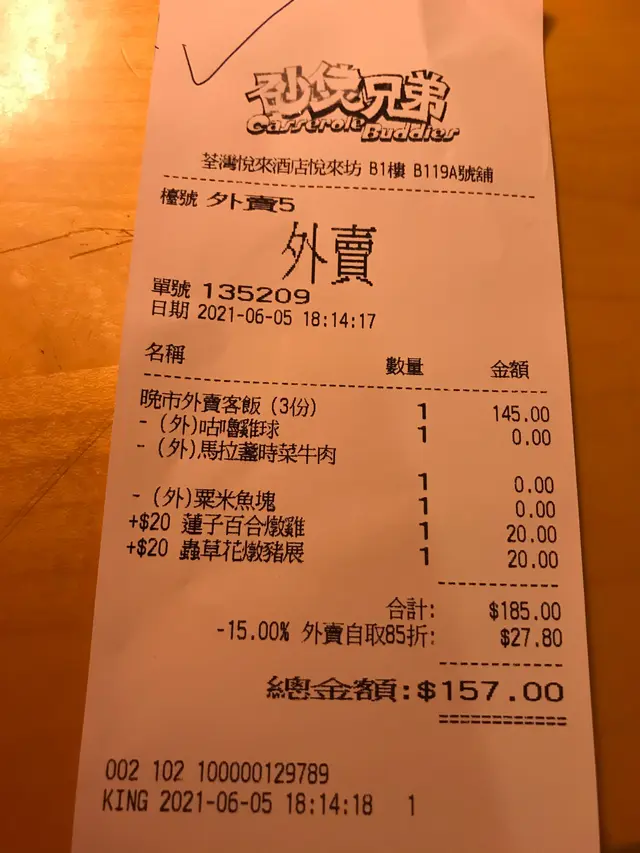 砂煲兄弟
Casserole Buddies
荃灣悅來酒店悅來坊 B1樓 B119A號舖
檯號 外賣5
外賣
單號 135209
日期 2021-06-05 18:14:17
名稱 數量 金額
晚市外賣客飯 (3份) 1 145.00
- (外)咕嚕雞球 1 0.00
- (外)馬拉盞時菜牛肉
1 0.00
- (外)粟米魚塊 1 0.00
+$20 蓮子百合燉雞 1 20.00
+$20 蟲草花燉豬展 1 20.00
合計: $185.00
-15.00% 外賣自取85折: $27.80
總金額:$157.00
002 102 100000129789
KING 2021-06-05 18:14:18 1